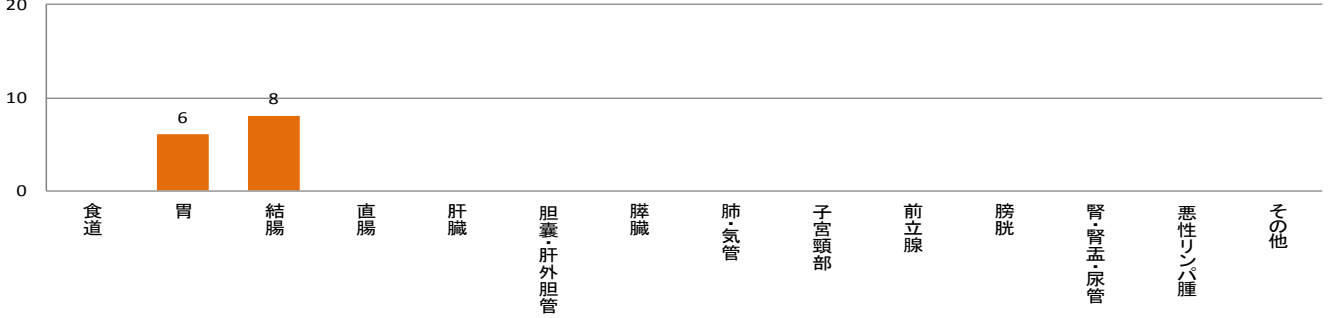 20
10
0
6
8
食道
胃
結腸
直腸
肝臓
胆嚢・肝外胆管
膵臓
肺・気管
子宮頸部
前立腺
膀胱
腎・腎盂・尿管
悪性リンパ腫
その他